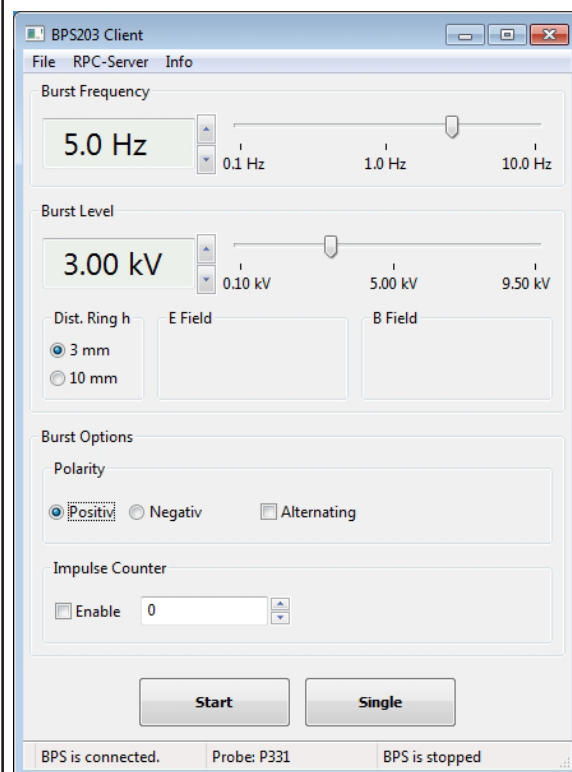 BPS203 Client
File RPC-Server Info
Burst Frequency
5.0 Hz
0.1 Hz 1.0 Hz 10.0 Hz
Burst Level
3.00 kV
0.10 kV 5.00 kV 9.50 kV
Dist. Ring h E Field B Field
3 mm
10 mm
Burst Options
Polarity
Positiv Negativ Alternating
Impulse Counter
Enable 0
Start Single
BPS is connected. Probe: P331 BPS is stopped